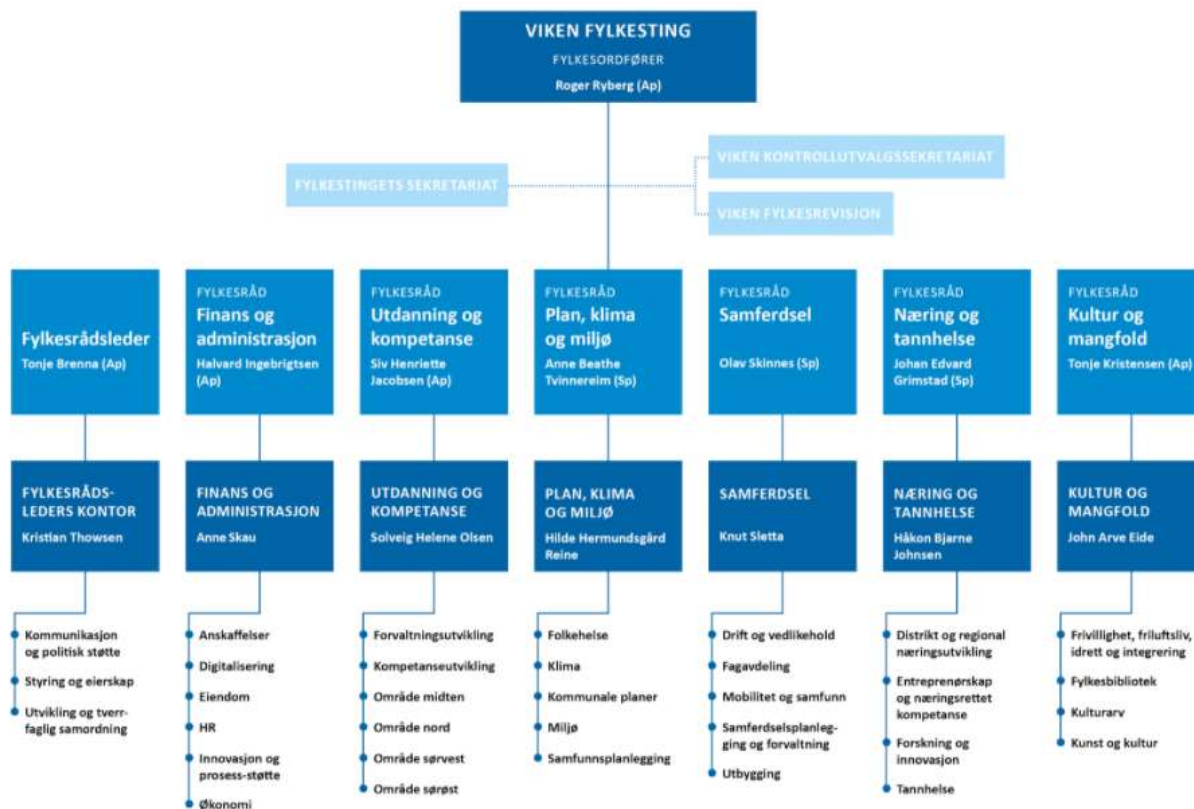 VIKEN FYLKESTING
FYLKESORDFØRER
Roger Ryberg (Ap)
FYLKESTINGETS SEKRETARIAT
VIKEN KONTROLLUTVALGSSEKRETARIAT
VIKEN FYLKESREVISJON
Fylkesrådsleder
Tonje Brenna (Ap)
FYLKESRÅD
Finans og
administrasjon
Halvard Ingebrigtsen
(Ap)
FYLKESRÅD
Utdanning og
kompetanse
Siv Henriette
Jacobsen (Ap)
FYLKESRÅD
Plan, klima
og miljø
Anne Beathe
Tvinnereim (Sp)
FYLKESRÅD
Samferdsel
Olav Skinnes (Sp)
FYLKESRÅD
Næring og
tannhelse
Johan Edvard
Grimstad (Sp)
FYLKESRÅD
Kultur og
mangfold
Tonje Kristensen (Ap)
FYLKESRÅDS-
LEDERS KONTOR
Kristian Thowsen
FINANS OG
ADMINISTRASJON
Anne Skau
UTDANNING OG
KOMPETANSE
Solveig Helene Olsen
PLAN, KLIMA
OG MILJØ
Hilde Hermundsgård
Reine
SAMFERDSEL
Knut Sletta
NÆRING OG
TANNHELSE
Håkon Bjarne
Johnsen
KULTUR OG
MANGFOLD
John Arve Eide
Kommunikasjon
og politisk støtte
Styring og eierskap
Utvikling og tverr-
faglig samordning
Anskaffelser
Digitalisering
Eiendom
HR
Innovasjon og
prosess-støtte
Økonomi
Forvaltningsutvikling
Kompetanseutvikling
Område midten
Område nord
Område sørvest
Område sørøst
Folkehelse
Klima
Kommunale planer
Miljø
Samfunnsplanlegging
Drift og vedlikehold
Fagavdeling
Mobilitet og samfunn
Samferdselsplanleg-
ging og forvaltning
Utbygging
Distrikt og regional
næringsutvikling
Entreprenørskap
og næringsrettet
kompetanse
Forskning og
innovasjon
Tannhelse
Frivillighet, friluftsliv,
idrett og integrering
Fylkesbibliotek
Kulturarv
Kunst og kultur